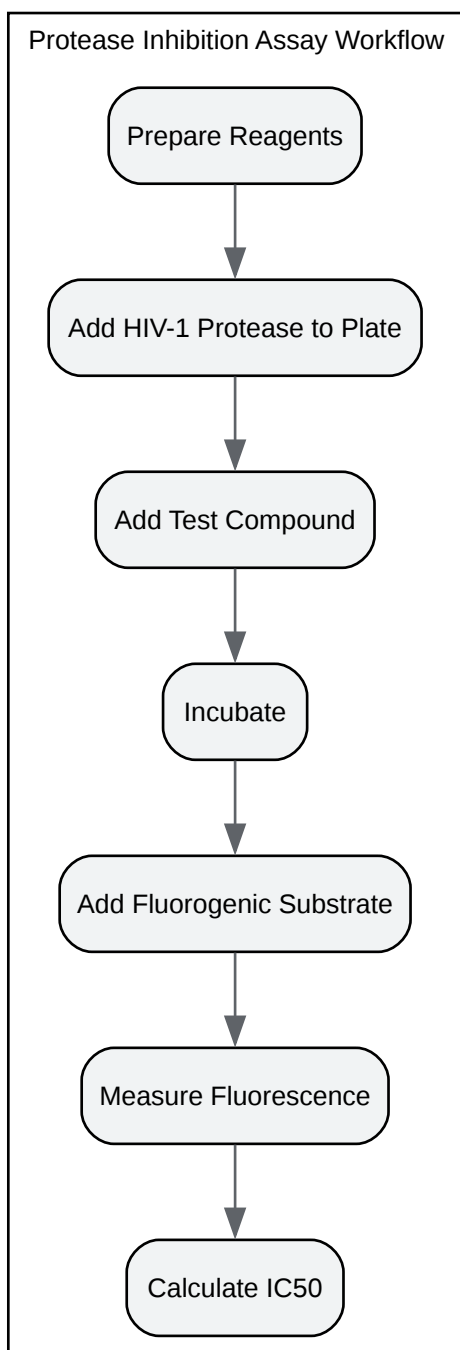 Protease Inhibition Assay Workflow
Prepare Reagents
Add HIV-1 Protease to Plate
Add Test Compound
Incubate
Add Fluorogenic Substrate
Measure Fluorescence
Calculate IC50